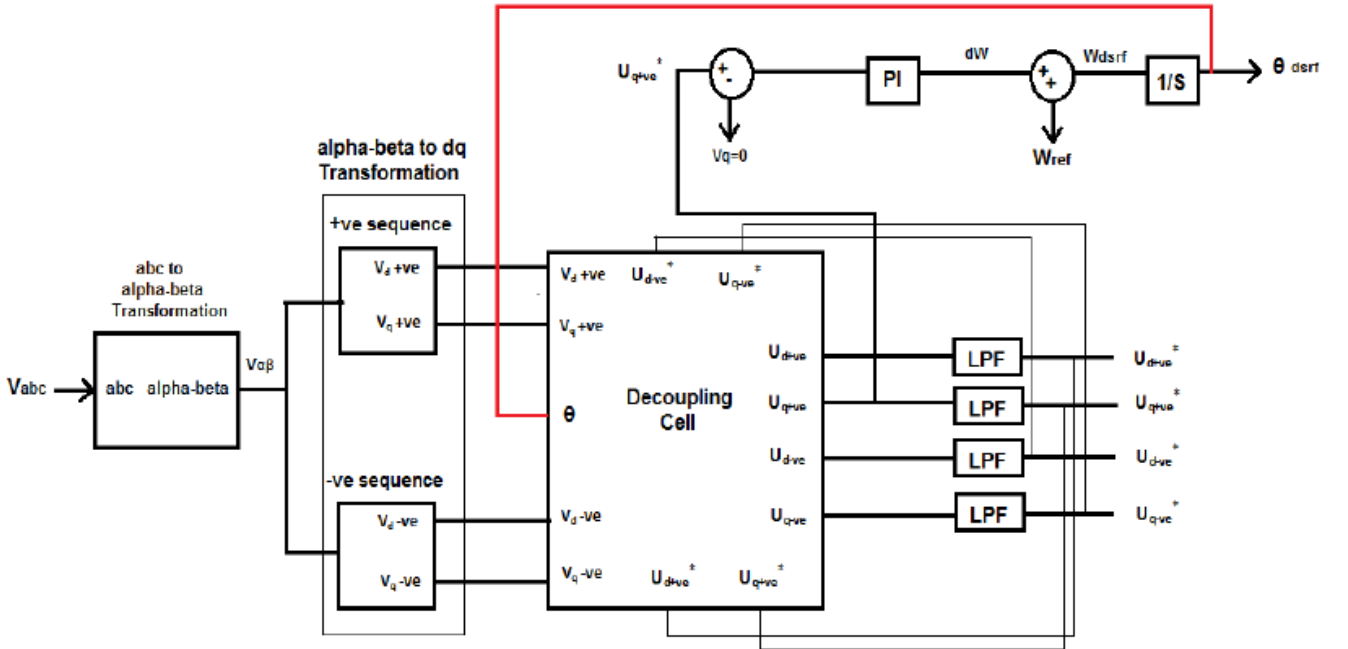 U q+ve *
+
-
Vq=0
PI
dW
+
+
Wdsrf
Wref
1/S
θ dsrf
alpha-beta to dq
Transformation
+ve sequence
Vd +ve
Vq +ve
abc to
alpha-beta
Transformation
Vabc
abc alpha-beta
Vαβ
-ve sequence
Vd -ve
Vq -ve
Vd +ve
Vq +ve
θ
Vd -ve
Vq -ve
Ud-ve *
Uq-ve *
Decoupling
Cell
Ud+ve
Uq+ve
Ud-ve
Uq-ve
Ud+ve *
Uq+ve *
LPF
LPF
LPF
LPF
Ud+ve *
Uq+ve *
Ud-ve *
Uq-ve *